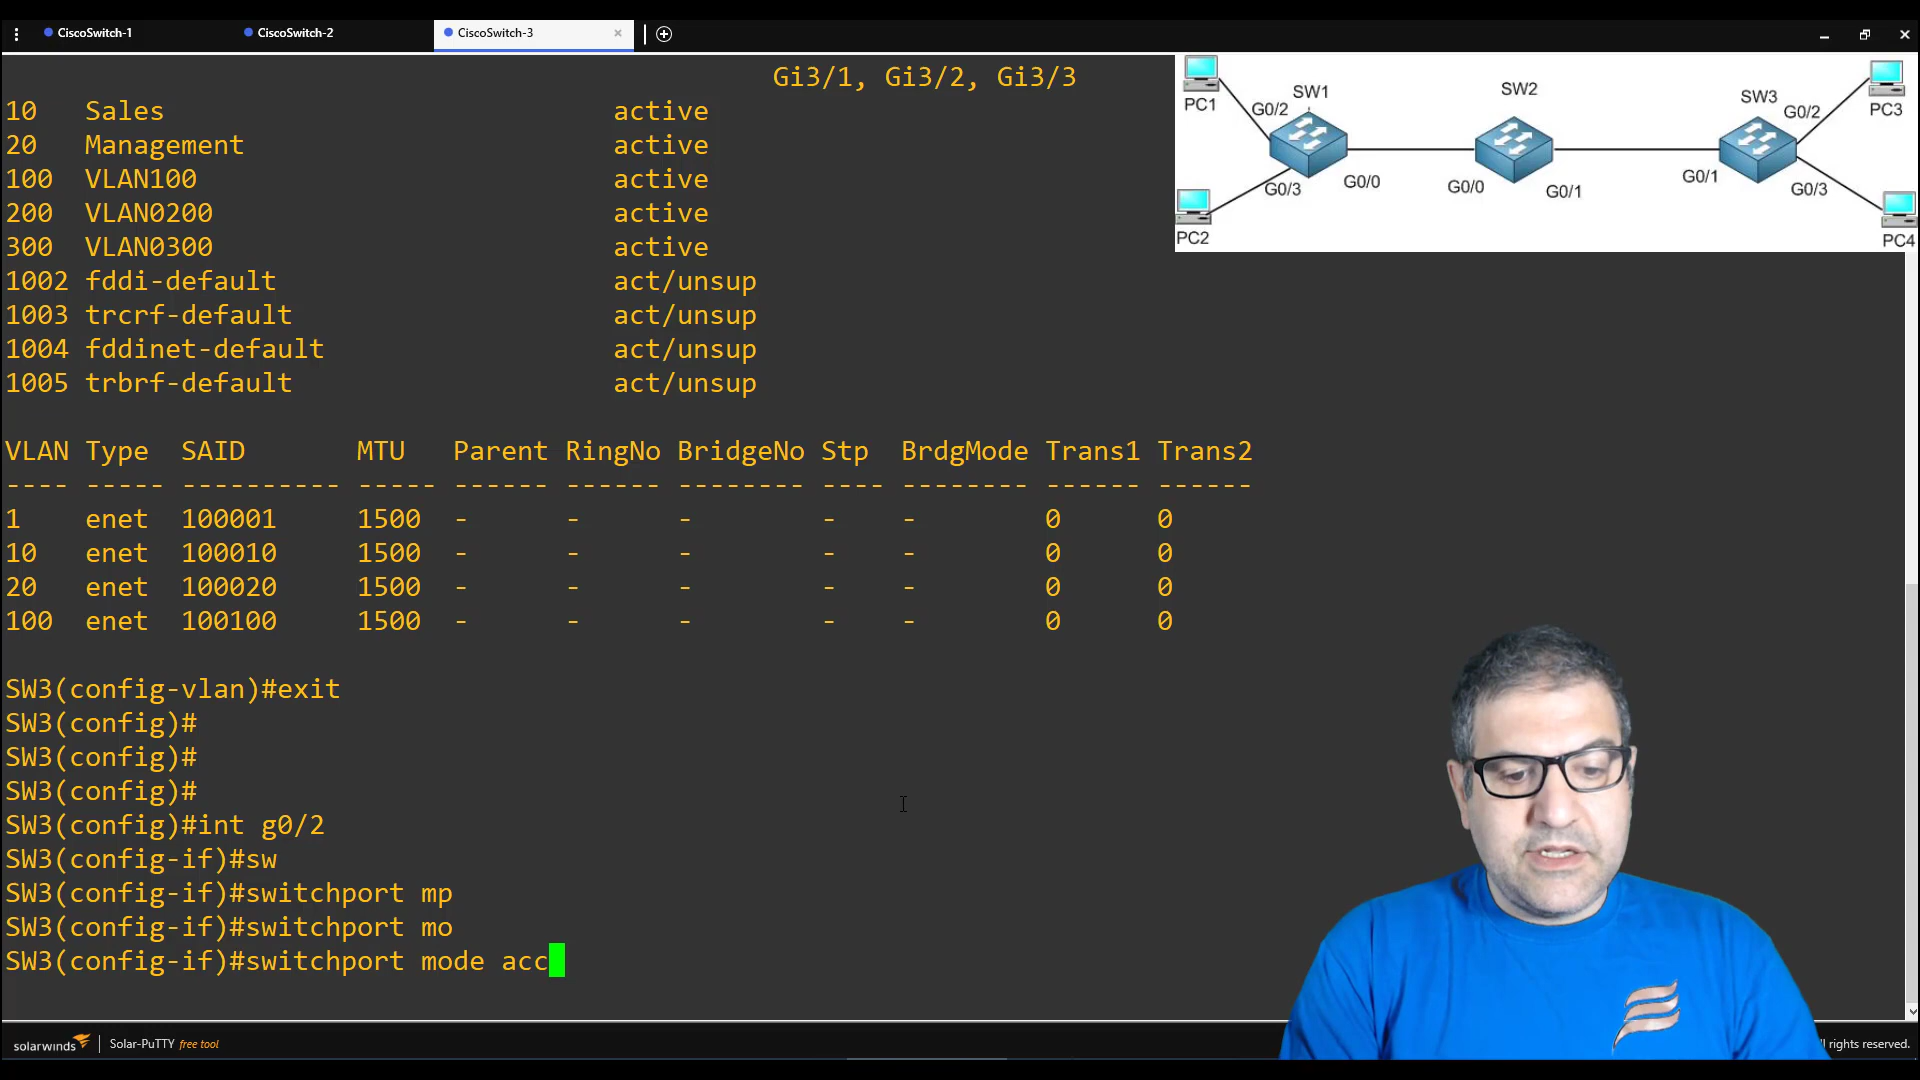 CiscoSwitch-1
CiscoSwitch-2
CiscoSwitch-3
Gi3/1, Gi3/2, Gi3/3
10 Sales active
20 Management active
100 VLAN100 active
200 VLAN0200 active
300 VLAN0300 active
1002 fddi-default act/unsup
1003 trcrf-default act/unsup
1004 fddinet-default act/unsup
1005 trbrf-default act/unsup
VLAN Type SAID MTU Parent RingNo BridgeNo Stp BrdgMode Trans1 Trans2
---- ----- ---------- ----- ------ ------ -------- ---- -------- ------ ------
1 enet 100001 1500 - - - - - 0 0
10 enet 100010 1500 - - - - - 0 0
20 enet 100020 1500 - - - - - 0 0
100 enet 100100 1500 - - - - - 0 0
SW3(config-vlan)#exit
SW3(config)#
SW3(config)#
SW3(config)#
SW3(config)#int g0/2
SW3(config-if)#sw
SW3(config-if)#switchport mp
SW3(config-if)#switchport mo
SW3(config-if)#switchport mode acc
PC1
G0/2
SW1
SW2
SW3
G0/2
PC3
PC2
G0/3
G0/0
G0/0
G0/1
G0/1
G0/3
PC4
solarwinds
Solar-PuTTY free tool
ll rights reserved.